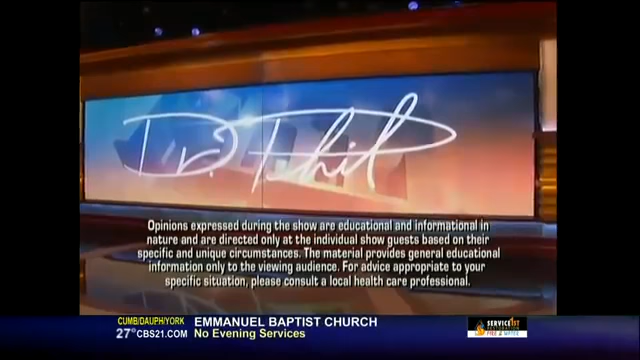 Dr. Phil
Opinions expressed during the show are educational and informational in
nature and are directed only at the individual show guests based on their
specific and unique circumstances. The material provides general educational
information only to the viewing audience. For advice appropriate to your
specific situation, please consult a local health care professional.
CUMB/DAUPH/YORK
EMMANUEL BAPTIST CHURCH
27° CBS21.COM
No Evening Services
SERVICE1ST